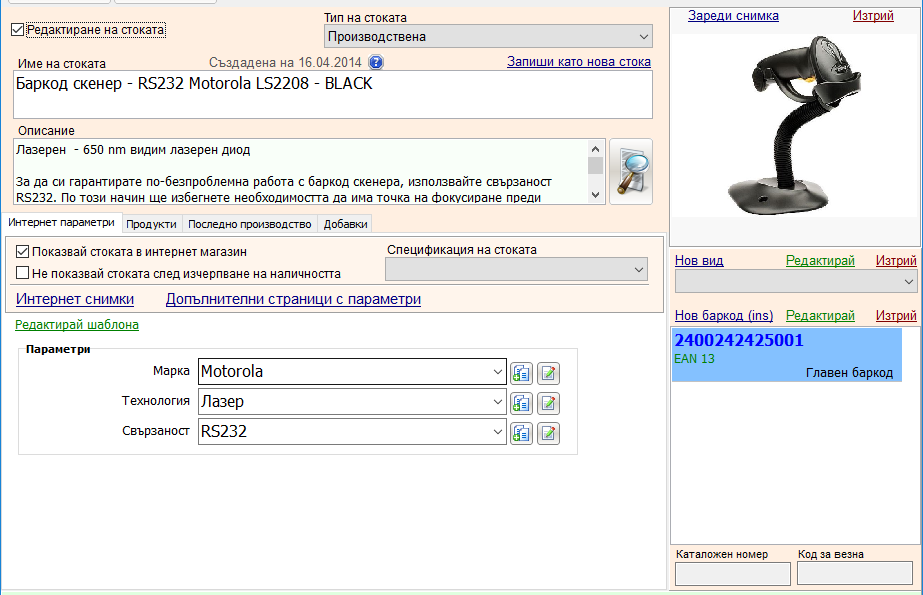 Редактиране на стоката
Тип на стоката
Производствена
Име на стоката
Създадена на 16.04.2014
?
Запиши като нова стока
Баркод скенер - RS232 Motorola LS2208 - BLACK
Описание
Лазерен - 650 nm видим лазерен диод
За да си гарантирате по-безпроблемна работа с баркод скенера, използвайте свързаност
RS232. По този начин ще избегнете необходимостта да има точка на фокусиране преди
Интернет параметри
Продукти
Последно производство
Добавки
Показвай стоката в интернет магазин
Не показвай стоката след изчерпване на наличността
Спецификация на стоката
Интернет снимки
Допълнителни страници с параметри
Редактирай шаблона
Параметри
Марка
Motorola
Технология
Лазер
Свързаност
RS232
Зареди снимка
Изтрий
Нов вид
Редактирай
Изтрий
Нов баркод (ins)
Редактирай
Изтрий
2400242425001
EAN 13
Главен баркод
Каталожен номер
Код за везна